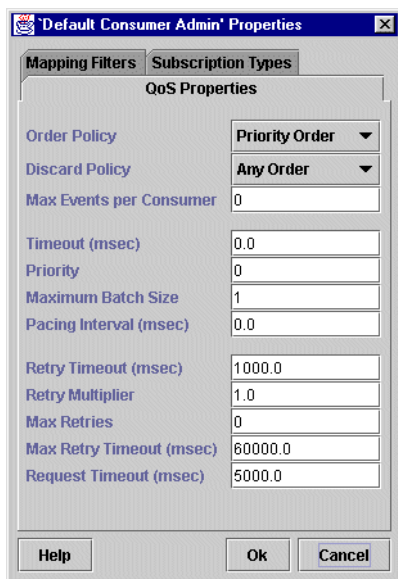 'Default Consumer Admin' Properties
Mapping Filters Subscription Types
QoS Properties
Order Policy Priority Order
Discard Policy Any Order
Max Events per Consumer 0
Timeout (msec) 0.0
Priority 0
Maximum Batch Size 1
Pacing Interval (msec) 0.0
Retry Timeout (msec) 1000.0
Retry Multiplier 1.0
Max Retries 0
Max Retry Timeout (msec) 60000.0
Request Timeout (msec) 5000.0
Help Ok Cancel